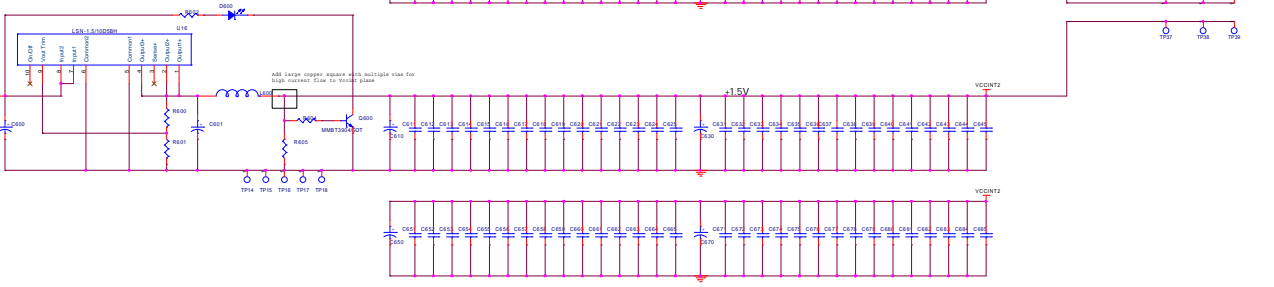 D600
R602
U16
LSN-1.5/10D5BH
On/Off
Vout Trim
Input2
Input1
Common2
Common1
Output3+
Sense+
Output2+
Output1+
10 9 8 7 6 5 4 3 2 1
TP37 TP38 TP39
Add large copper square with multiple vias for
high current flow to Vccint plane
L600
+1.5V
VCCINT2
C600
R600
C601
R604
Q600
MMBT3904/SOT
R601
R605
C610
C611 C612 C613 C614 C615 C616 C617 C618 C619 C620 C621 C622 C623 C624 C625
C630
C631 C632 C633 C634 C635 C636 C637 C638 C639 C640 C641 C642 C643 C644 C645
TP14 TP15 TP16 TP17 TP18
VCCINT2
C650
C651 C652 C653 C654 C655 C656 C657 C658 C659 C660 C661 C662 C663 C664 C665
C670
C671 C672 C673 C674 C675 C676 C677 C678 C679 C680 C681 C682 C683 C684 C685